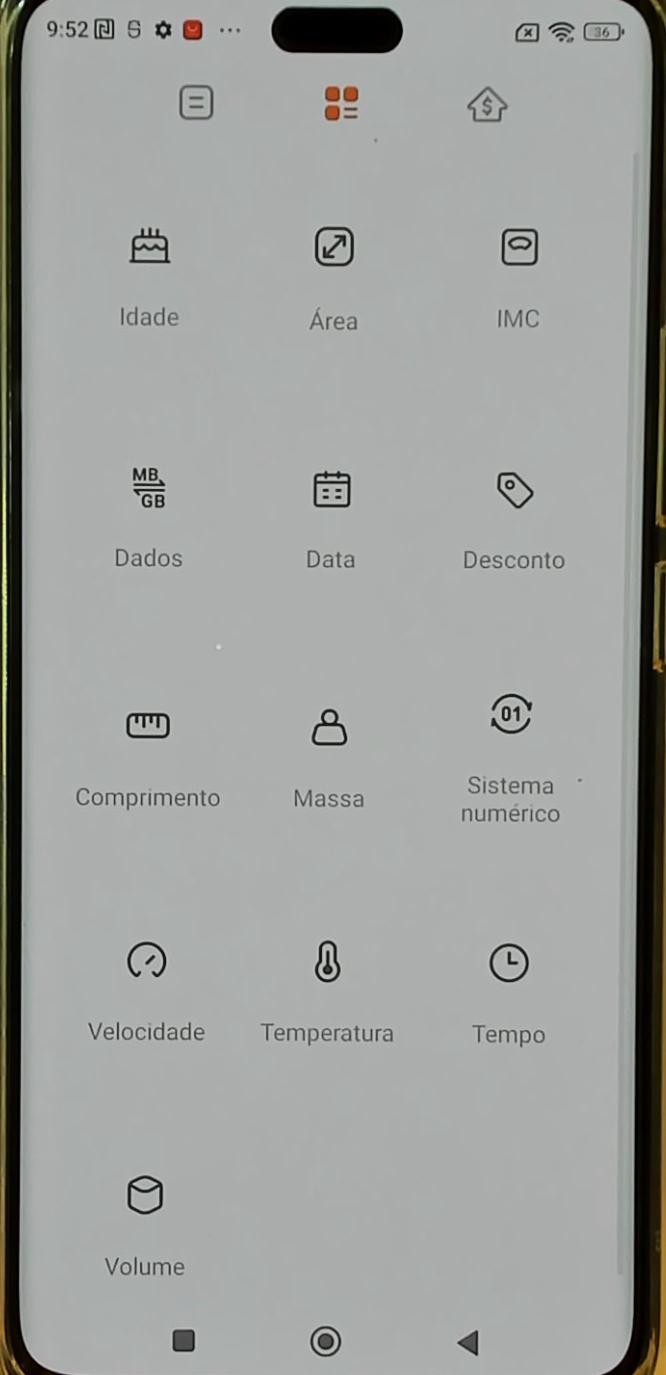 9:52
36
$
Idade
Área
IMC
MB
GB
Dados
Data
Desconto
01
Comprimento
Massa
Sistema
numérico
Velocidade
Temperatura
Tempo
Volume